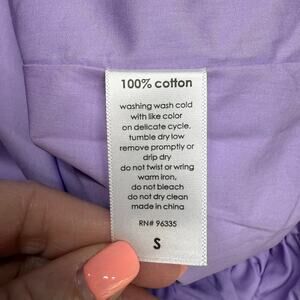 100% cotton
washing wash cold
with like color
on delicate cycle.
tumble dry low
remove promptly or
drip dry
do not twist or wring
warm iron,
do not bleach
do not dry clean
made in china
RN# 96335
S